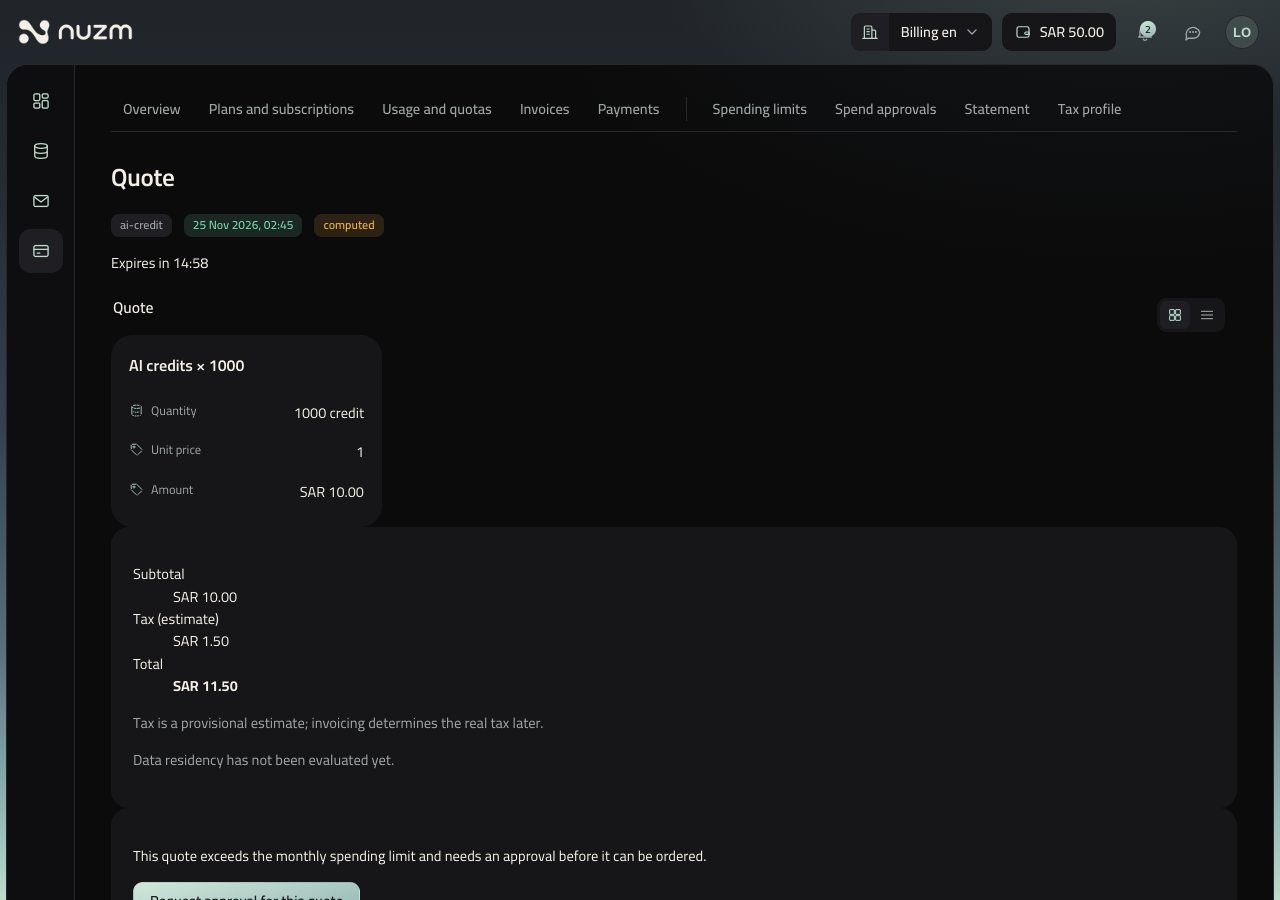 nuzm
Billing en
SAR 50.00
2
LO
Overview
Plans and subscriptions
Usage and quotas
Invoices
Payments
Spending limits
Spend approvals
Statement
Tax profile
Quote
ai-credit
25 Nov 2026, 02:45
computed
Expires in 14:58
Quote
AI credits × 1000
Quantity 1000 credit
Unit price 1
Amount SAR 10.00
Subtotal
SAR 10.00
Tax (estimate)
SAR 1.50
Total
SAR 11.50
Tax is a provisional estimate; invoicing determines the real tax later.
Data residency has not been evaluated yet.
This quote exceeds the monthly spending limit and needs an approval before it can be ordered.
Request approval for this quote